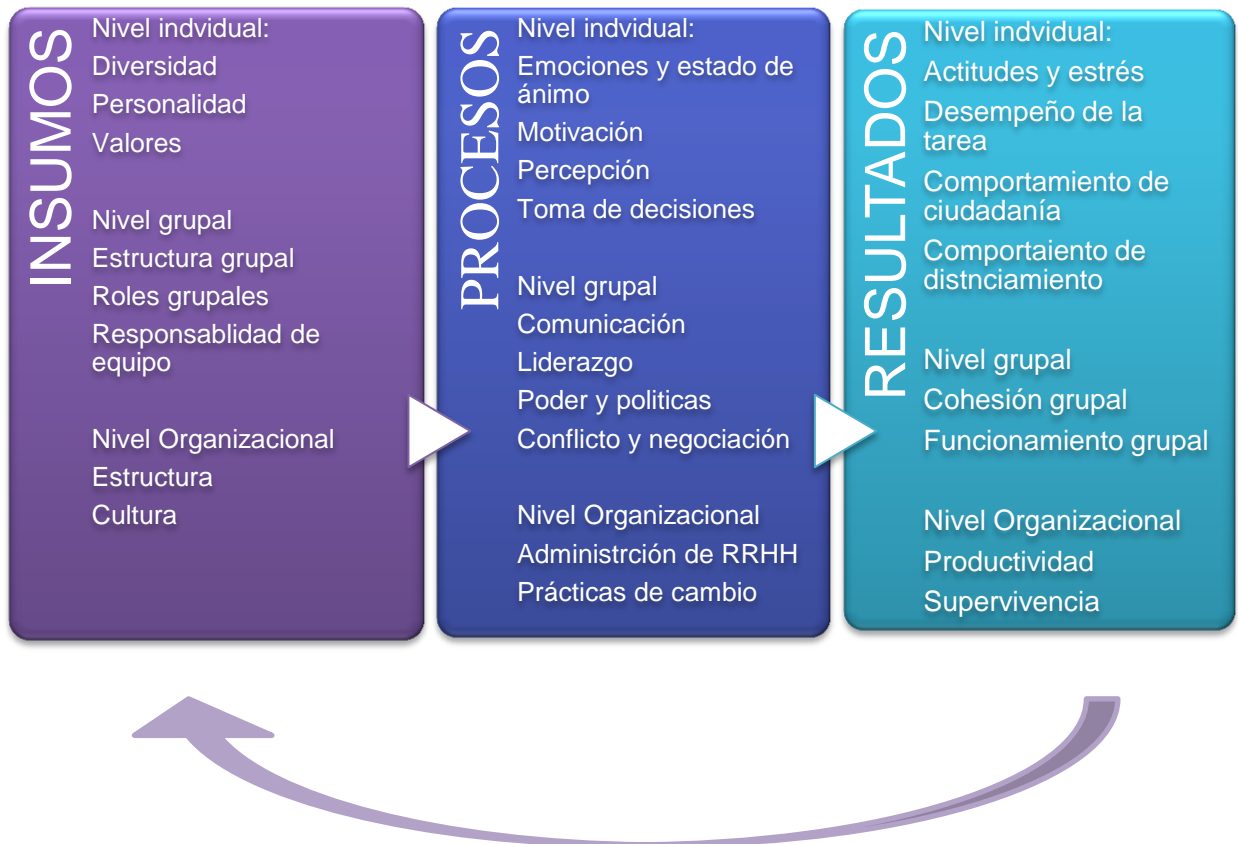 INSUMOS
Nivel indvidual:
Diversidad
Personalidad
Valores
Nivel grupal
Estructura grupal
Roles grupales
Responsablidad de
equipo
Nivel Organizacional
Estructura
Cultura
PROCESOS
Nivel indvidual:
Emociones y estado de
ánimo
Motivación
Percepción
Toma de decisiones
Nivel grupal
Comunicación
Liderazgo
Poder y politicas
Conflicto y negociación
Nivel Organizacional
Administrción de RRHH
Prácticas de cambio
RESULTADOS
Nivel indvidual:
Actitudes y estrés
Desempeño de la
tarea
Comportamiento de
ciudadanía
Comportaiento de
distnciamiento
Nivel grupal
Cohesión grupal
Funcionamiento grupal
Nivel Organizacional
Productividad
Supervivencia